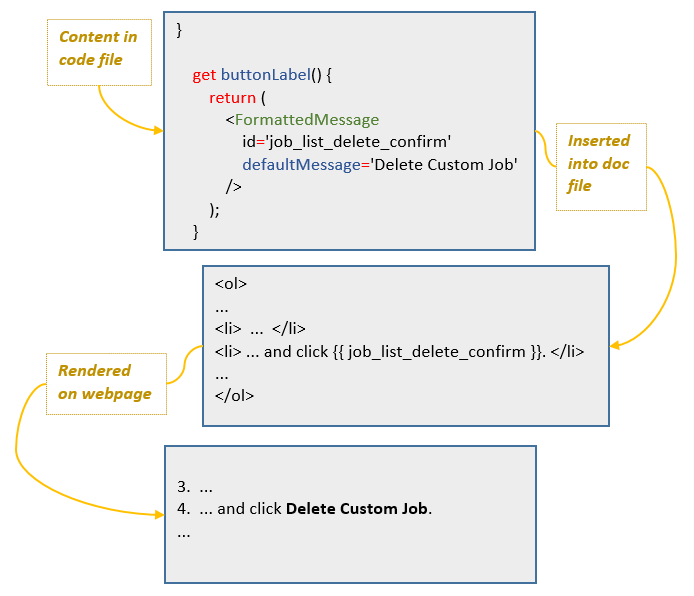 Content in
code file
}
get buttonLabel() {
return (
<FormattedMessage
id='job_list_delete_confirm'
defaultMessage='Delete Custom Job'
/>
);
}
Inserted
into doc
file
<ol>
...
<li>  ...  </li>
<li> ... and click {{ job_list_delete_confirm }}. </li>
...
</ol>
Rendered
on webpage
3.  ...
4.  ... and click Delete Custom Job.
...